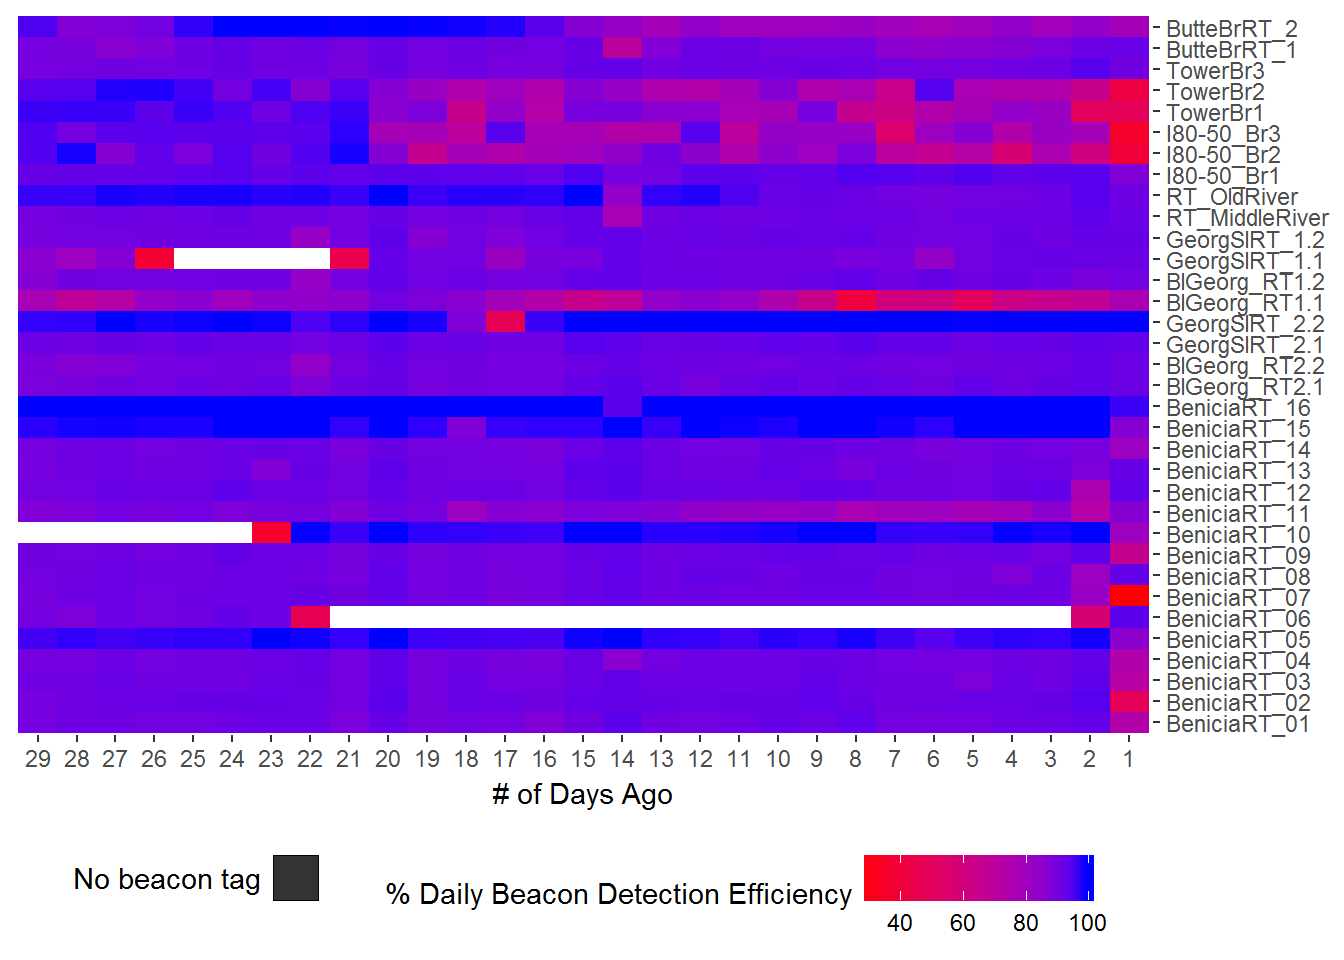 ButteBrRT_2
ButteBrRT_1
TowerBr3
TowerBr2
TowerBr1
I80-50_Br3
I80-50_Br2
I80-50_Br1
RT_OldRiver
RT_MiddleRiver
GeorgSlRT_1.2
GeorgSlRT_1.1
BlGeorg_RT1.2
BlGeorg_RT1.1
GeorgSlRT_2.2
GeorgSlRT_2.1
BlGeorg_RT2.2
BlGeorg_RT2.1
BeniciaRT_16
BeniciaRT_15
BeniciaRT_14
BeniciaRT_13
BeniciaRT_12
BeniciaRT_11
BeniciaRT_10
BeniciaRT_09
BeniciaRT_08
BeniciaRT_07
BeniciaRT_06
BeniciaRT_05
BeniciaRT_04
BeniciaRT_03
BeniciaRT_02
BeniciaRT_01
29 28 27 26 25 24 23 22 21 20 19 18 17 16 15 14 13 12 11 10 9 8 7 6 5 4 3 2 1
# of Days Ago
No beacon tag
% Daily Beacon Detection Efficiency
40 60 80 100